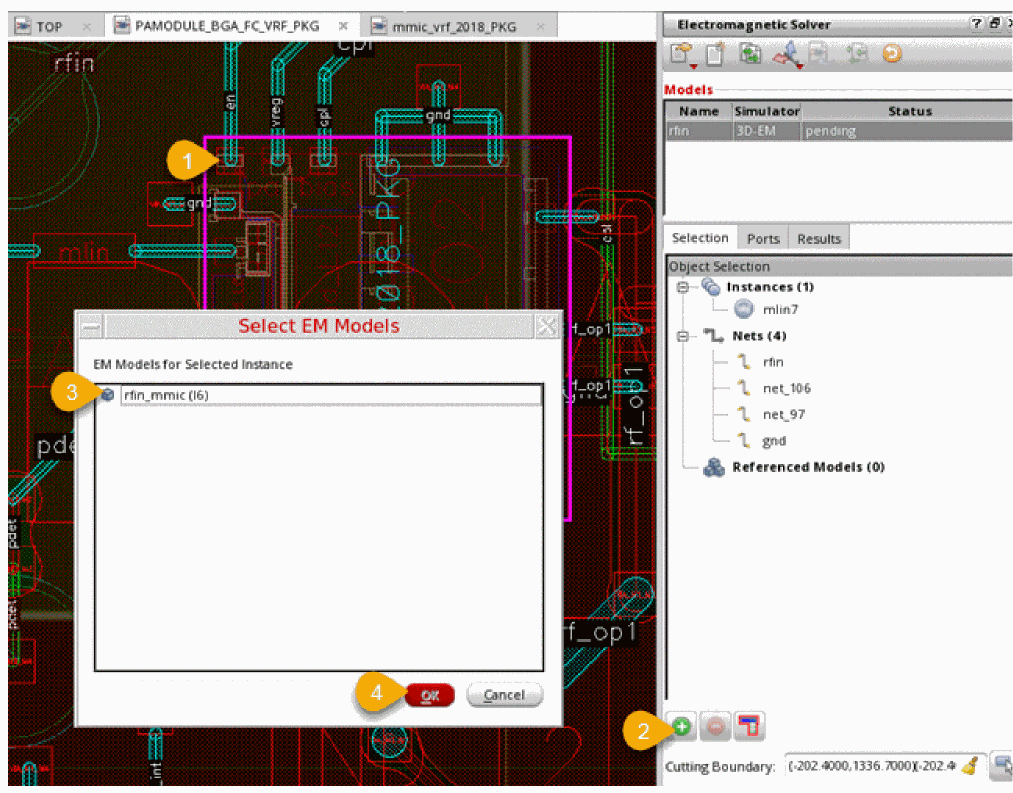 TOP
PAMODULE_BGA_FC_VRF_PKG
mmic_vrf_2018_PKG
Electromagnetic Solver
Models
Name Simulator Status
rfin 3D-EM pending
Selection Ports Results
Object Selection
Instances (1)
mlin7
Nets (4)
rfin
net_106
net_97
gnd
Referenced Models (0)
2
Cutting Boundary: (-202.4000,1336.7000)(-202.4
rfin
cpl
en
vreg
cpl
gnd
1
gnd
018_PKG
cpl
mlin
rf_op1
rf_op1
rf_op1
Select EM Models
EM Models for Selected Instance
3
rfin_mmic (I6)
4
OK Cancel
pde
pdet
pdet
rf_op1
int